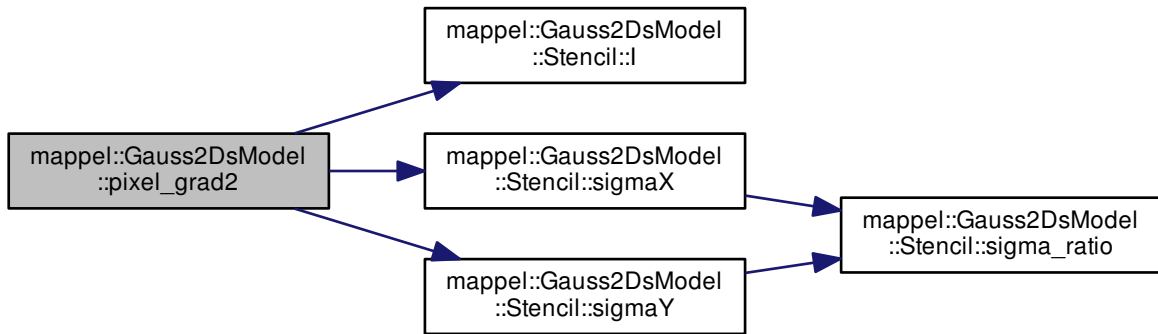 mappel::Gauss2DsModel
::Stencil::I
mappel::Gauss2DsModel
::pixel_grad2
mappel::Gauss2DsModel
::Stencil::sigmaX
mappel::Gauss2DsModel
::Stencil::sigma_ratio
mappel::Gauss2DsModel
::Stencil::sigmaY